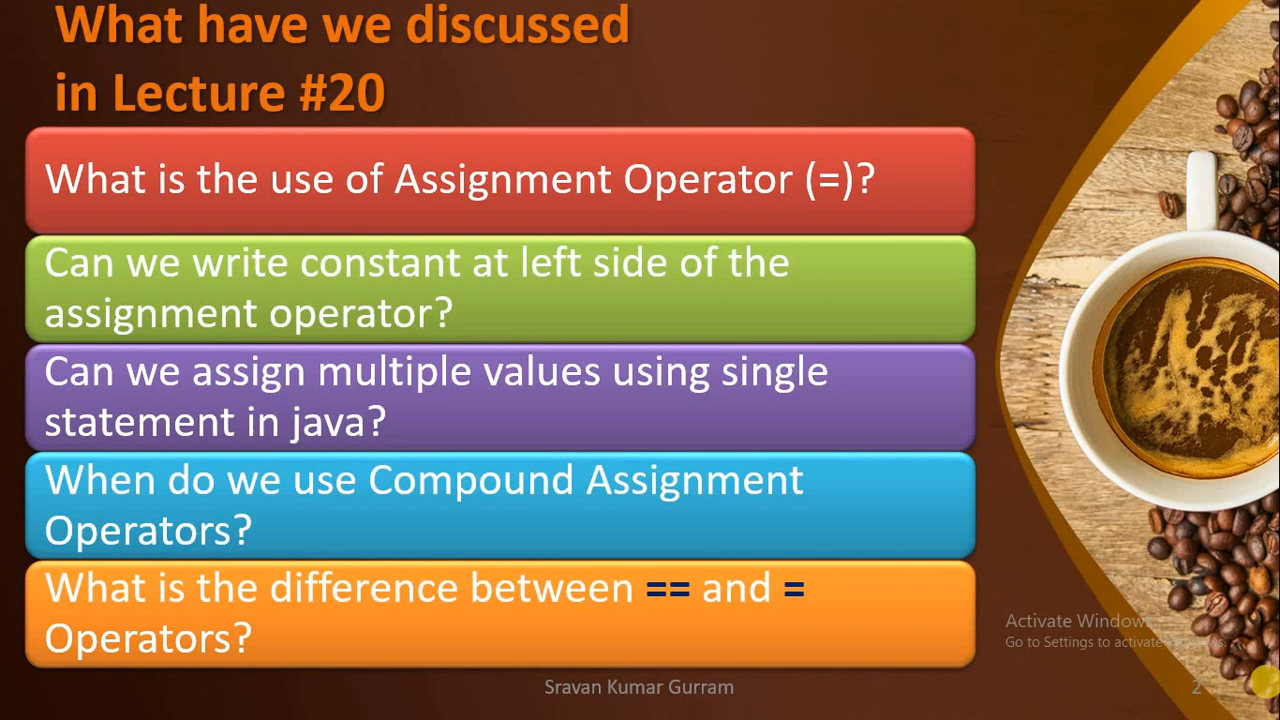 What have we discussed
in Lecture #20
What is the use of Assignment Operator (=)?
Can we write constant at left side of the
assignment operator?
Can we assign multiple values using single
statement in java?
When do we use Compound Assignment
Operators?
What is the difference between == and =
Operators?
Activate Windows
Go to Settings to activate Windows.
Sravan Kumar Gurram
2